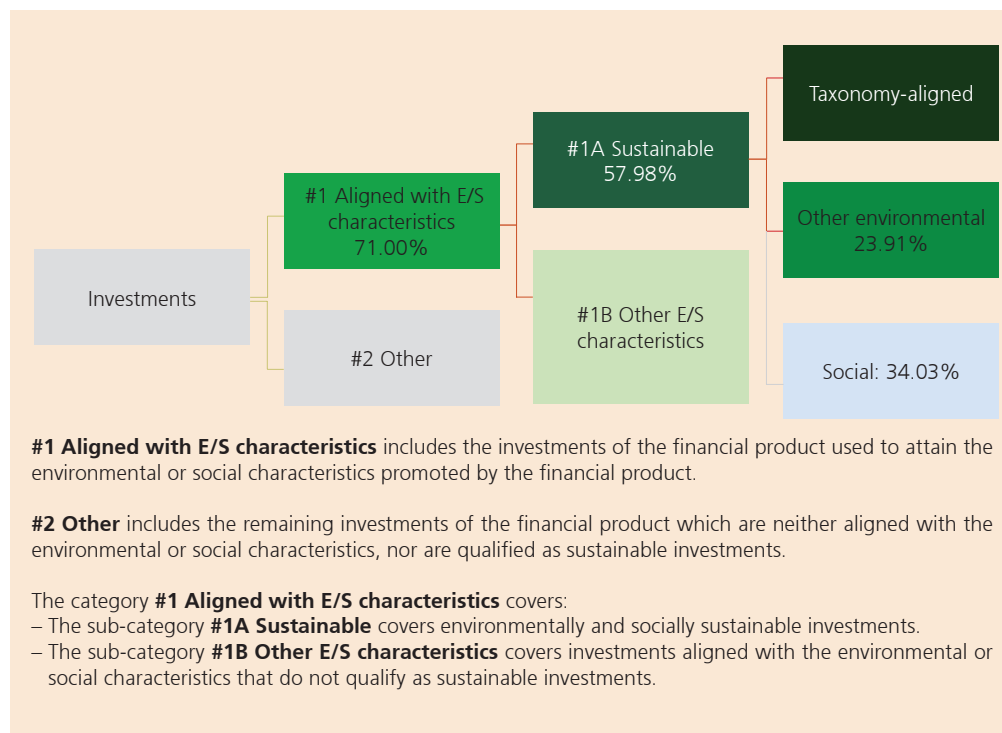 Investments
#1 Aligned with E/S
characteristics
71.00%
#2 Other
#1A Sustainable
57.98%
#1B Other E/S
characteristics
Taxonomy-aligned
Other environmental
23.91%
Social: 34.03%
#1 Aligned with E/S characteristics includes the investments of the financial product used to attain the
environmental or social characteristics promoted by the financial product.
#2 Other includes the remaining investments of the financial product which are neither aligned with the
environmental or social characteristics, nor are qualified as sustainable investments.
The category #1 Aligned with E/S characteristics covers:
– The sub-category #1A Sustainable covers environmentally and socially sustainable investments.
– The sub-category #1B Other E/S characteristics covers investments aligned with the environmental or
social characteristics that do not qualify as sustainable investments.